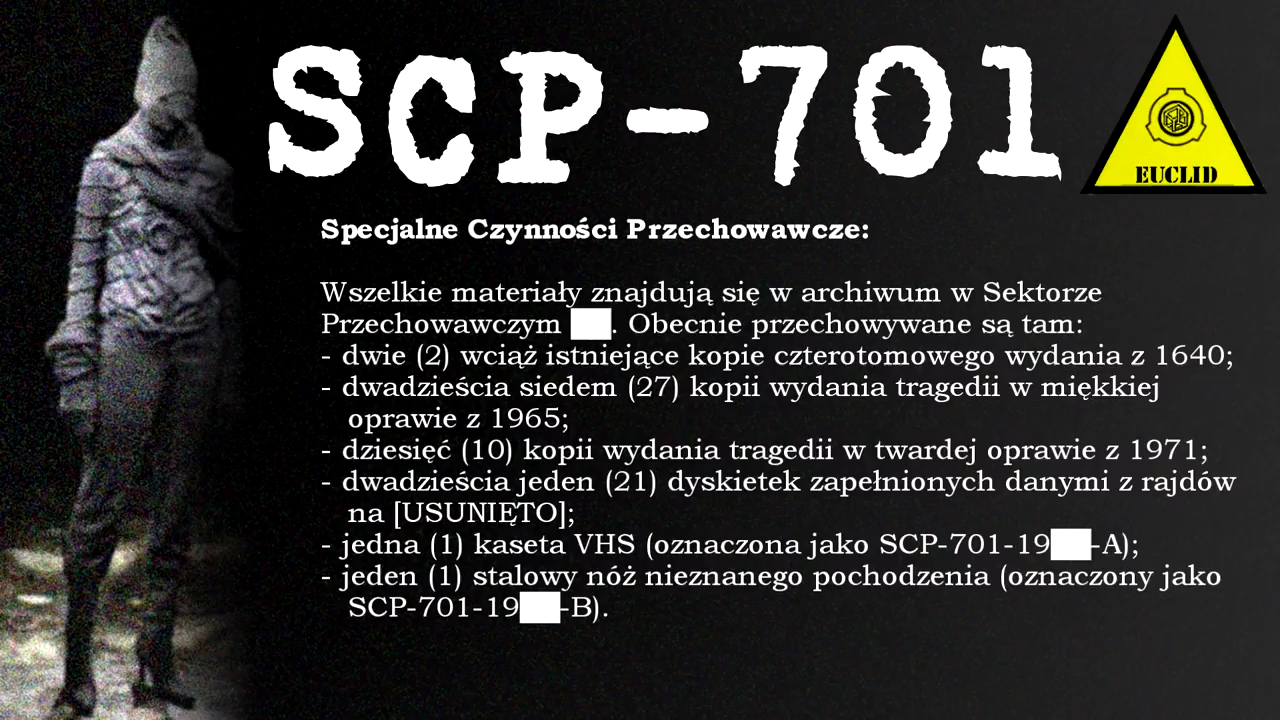 SCP-701
EUCLID
Specjalne Czynności Przechowawcze:
Wszelkie materiały znajdują się w archiwum w Sektorze
Przechowawczym ██. Obecnie przechowywane są tam:
- dwie (2) wciąż istniejące kopie czterotomowego wydania z 1640;
- dwadzieścia siedem (27) kopii wydania tragedii w miękkiej
oprawie z 1965;
- dziesięć (10) kopii wydania tragedii w twardej oprawie z 1971;
- dwadzieścia jeden (21) dyskietek zapełnionych danymi z rajdów
na [USUNIĘTO];
- jedna (1) kaseta VHS (oznaczona jako SCP-701-19██-A);
- jeden (1) stalowy nóż nieznanego pochodzenia (oznaczony jako
SCP-701-19██-B).